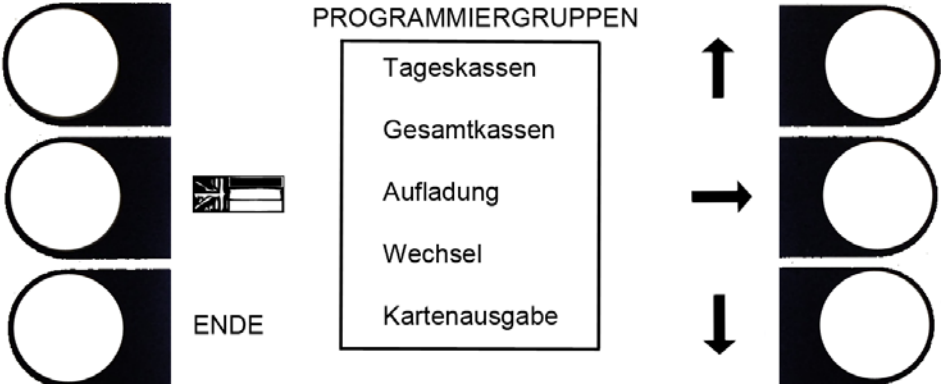 PROGRAMMIERGRUPPEN
Tageskassen
Gesamtkassen
Aufladung
Wechsel
ENDE
Kartenausgabe